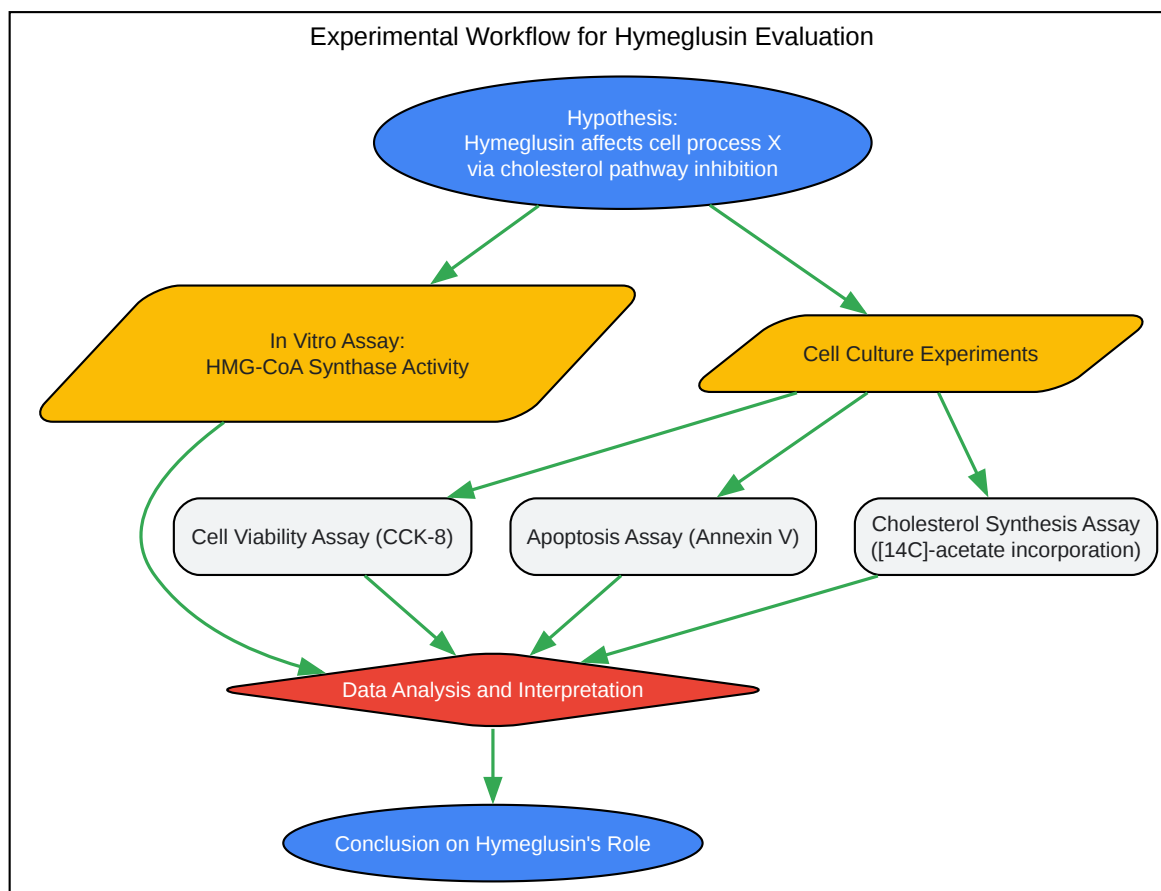 Experimental Workflow for Hymeglusin Evaluation
Hypothesis:
Hymeglusin affects cell process X
via cholesterol pathway inhibition
In Vitro Assay:
HMG-CoA Synthase Activity
Cell Culture Experiments
Cell Viability Assay (CCK-8)
Apoptosis Assay (Annexin V)
Cholesterol Synthesis Assay
([14C]-acetate incorporation)
Data Analysis and Interpretation
Conclusion on Hymeglusin's Role